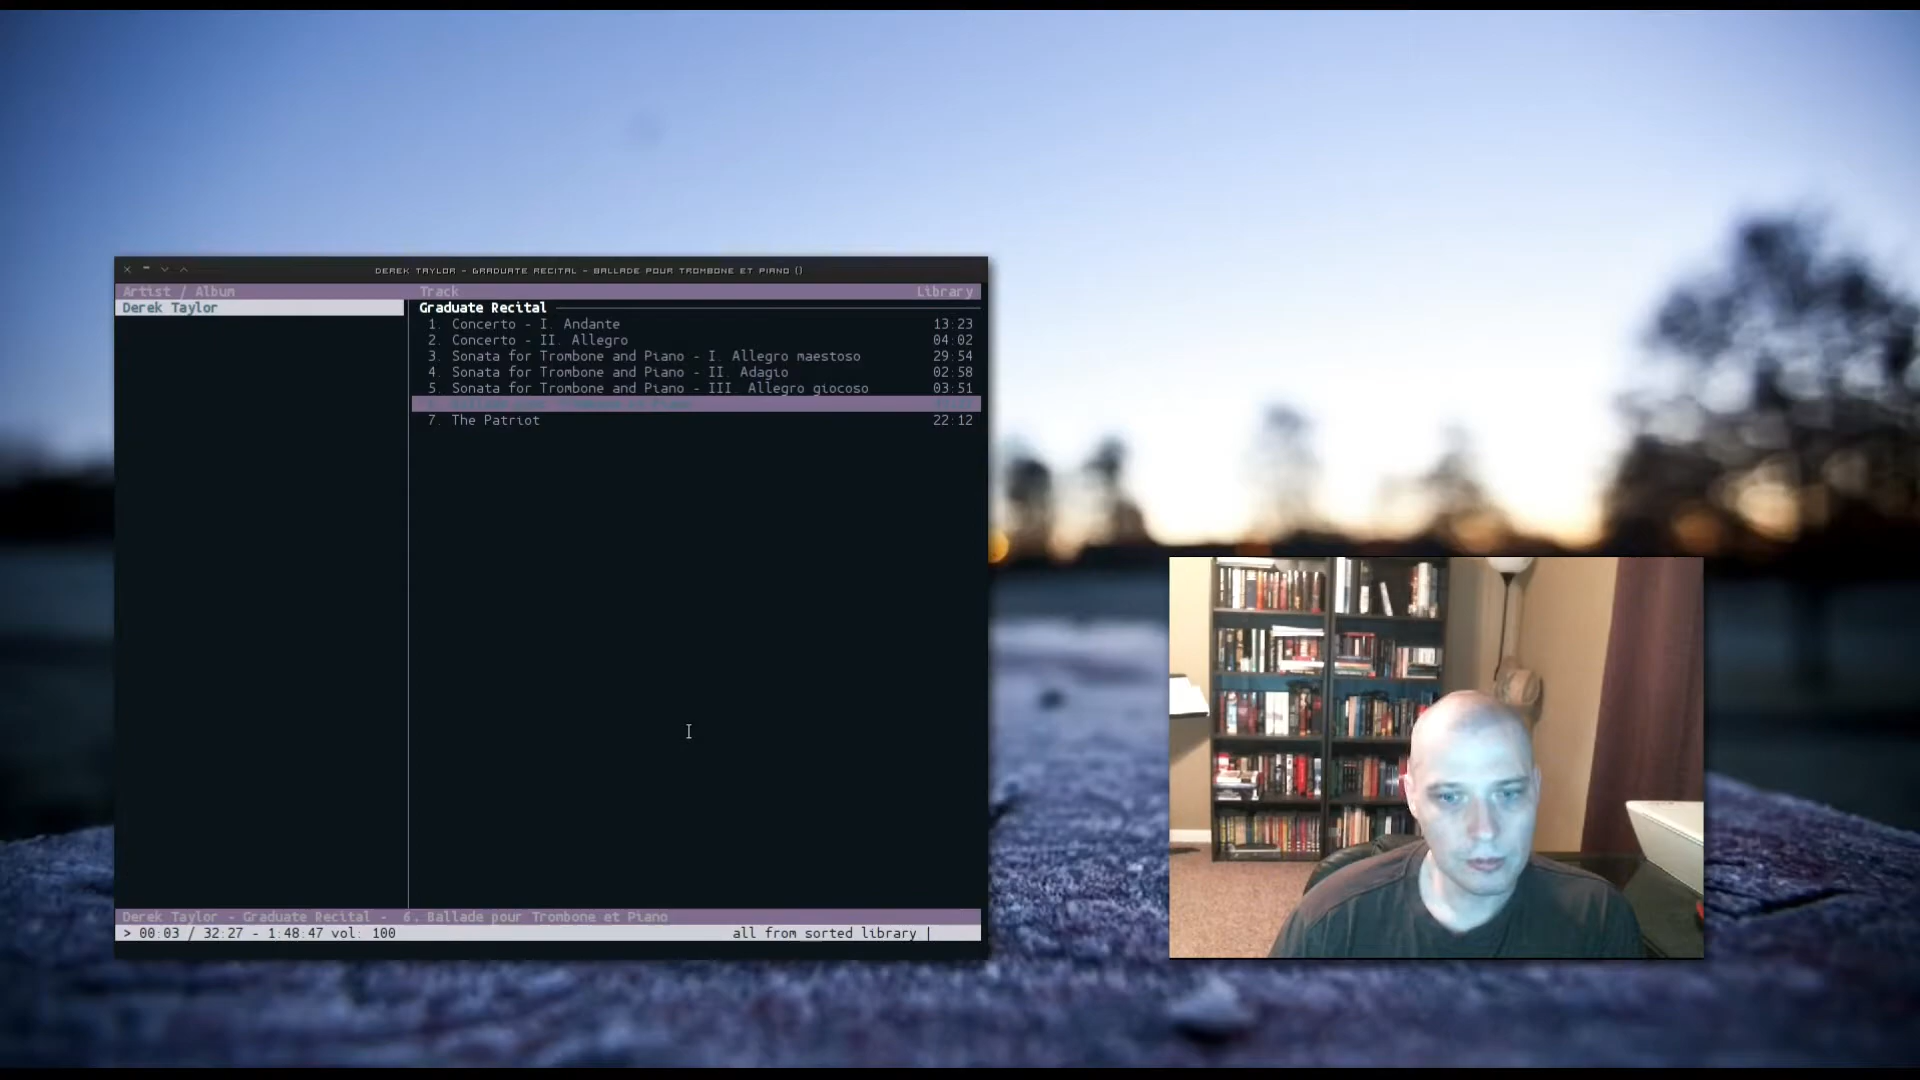 DEREK TAYLOR - GRADUATE RECITAL - BALLADE POUR TROMBONE ET PIANO ()
Artist / Album Track Library
Derek Taylor
Graduate Recital
1. Concerto - I. Andante 13:23
2. Concerto - II. Allegro 04:02
3. Sonata for Trombone and Piano - I. Allegro maestoso 29:54
4. Sonata for Trombone and Piano - II. Adagio 02:58
5. Sonata for Trombone and Piano - III. Allegro giocoso 03:51
7. The Patriot 22:12
Derek Taylor - Graduate Recital - 6. Ballade pour Trombone et Piano
> 00:03 / 32:27 - 1:48:47 vol: 100 all from sorted library |